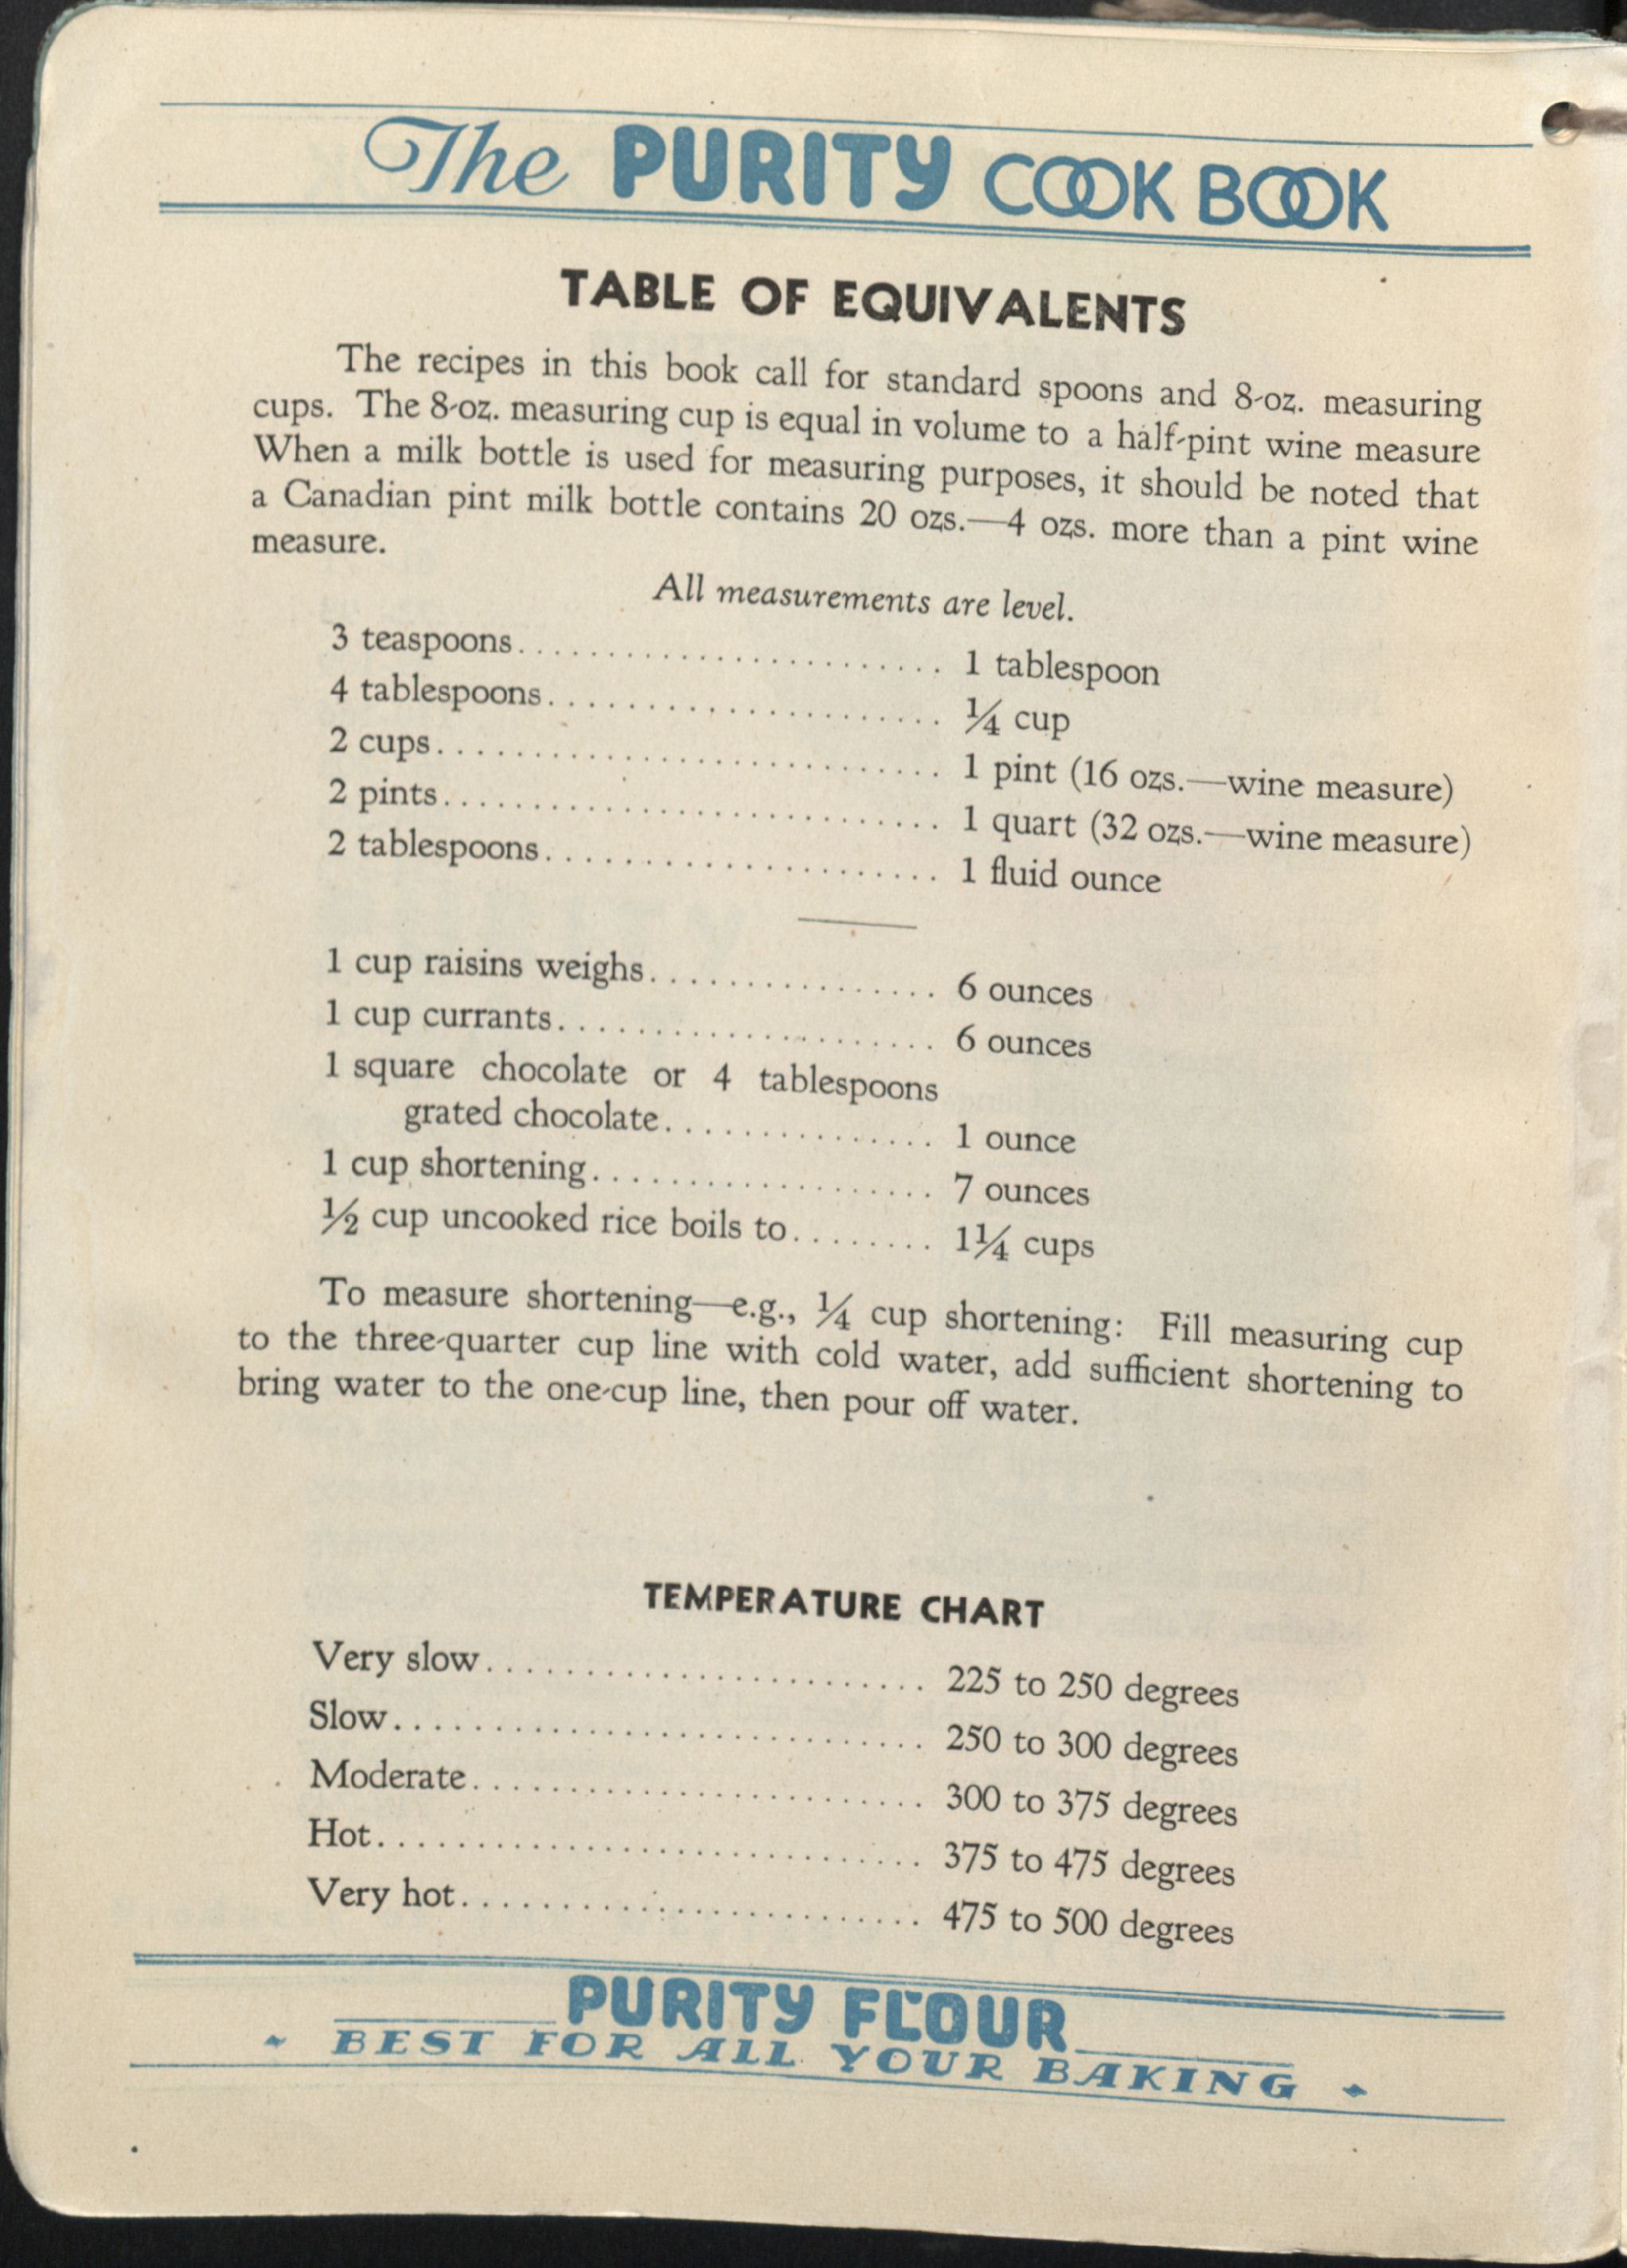 The PURITY COOK BOOK
TABLE OF EQUIVALENTS
The recipes in this book call for standard spoons and 8-oz. measuring
cups. The 8-oz. measuring cup is equal in volume to a half-pint wine measure
When a milk bottle is used for measuring purposes, it should be noted that
a Canadian pint milk bottle contains 20 ozs.—4 ozs. more than a pint wine
measure.
All measurements are level.
3 teaspoons........................ 1 tablespoon
4 tablespoons...................... ¼ cup
2 cups............................. 1 pint (16 ozs.—wine measure)
2 pints............................ 1 quart (32 ozs.—wine measure)
2 tablespoons...................... 1 fluid ounce
1 cup raisins weighs................ 6 ounces
1 cup currants..................... 6 ounces
1 square chocolate or 4 tablespoons
grated chocolate............... 1 ounce
1 cup shortening................... 7 ounces
½ cup uncooked rice boils to........ 1¼ cups
To measure shortening—e.g., ¼ cup shortening: Fill measuring cup
to the three-quarter cup line with cold water, add sufficient shortening to
bring water to the one-cup line, then pour off water.
TEMPERATURE CHART
Very slow......................... 225 to 250 degrees
Slow.............................. 250 to 300 degrees
Moderate.......................... 300 to 375 degrees
Hot............................... 375 to 475 degrees
Very hot.......................... 475 to 500 degrees
PURITY FLOUR
BEST FOR ALL YOUR BAKING